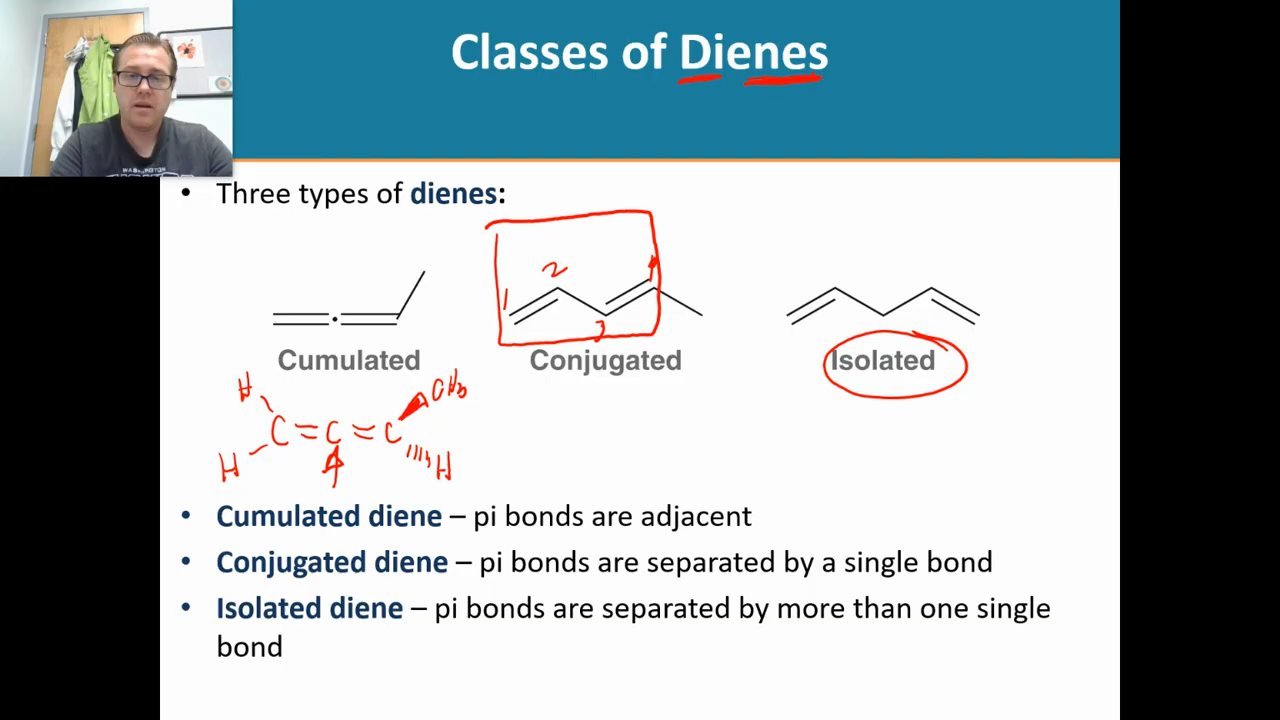 Classes of Dienes
WASHINGTON
• Three types of dienes:
1 2 3
Cumulated Conjugated Isolated
H CH3
C = C = C
H H
• Cumulated diene – pi bonds are adjacent
• Conjugated diene – pi bonds are separated by a single bond
• Isolated diene – pi bonds are separated by more than one single
bond